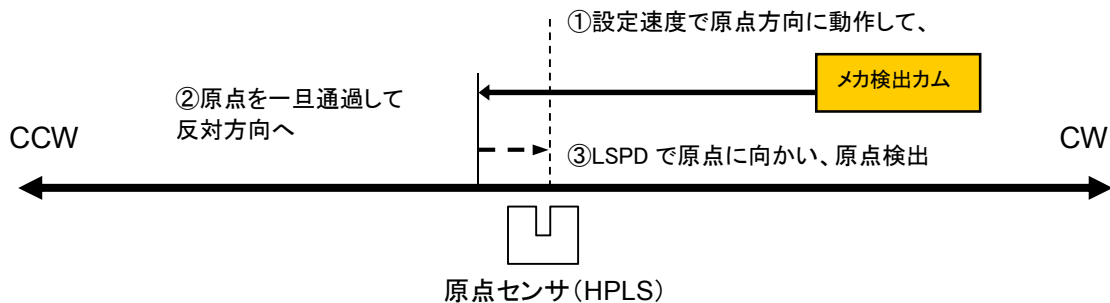 ①設定速度で原点方向に動作して、
メカ検出カム
②原点を一旦通過して
反対方向へ
CCW
CW
③LSPD で原点に向かい、原点検出
原点センサ（HPLS）